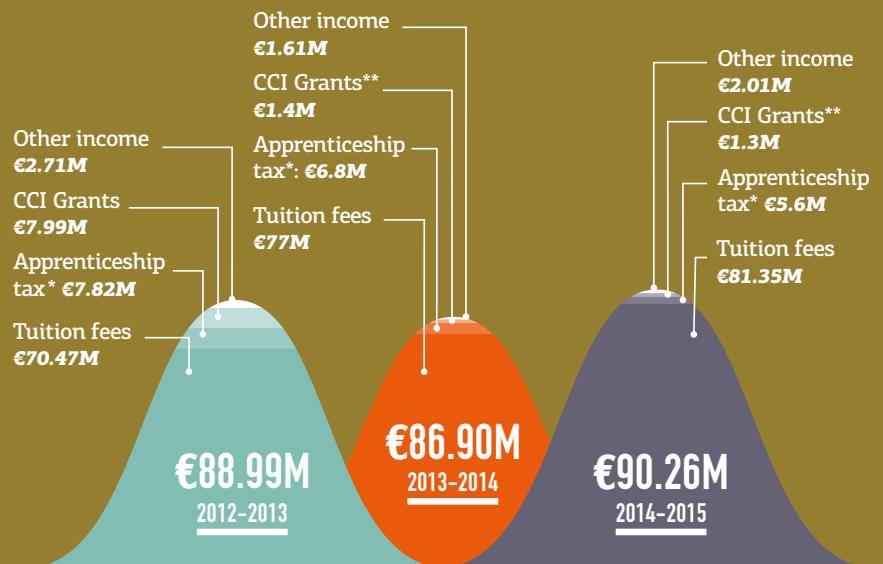 Other income
€2.71M
CCI Grants
€7.99M
Apprenticeship
tax* €7.82M
Tuition fees
€70.47M
€88.99M
2012-2013
Other income
€1.61M
CCI Grants**
€1.4M
Apprenticeship
tax*: €6.8M
Tuition fees
€77M
€86.90M
2013-2014
Other income
€2.01M
CCI Grants**
€1.3M
Apprenticeship
tax* €5.6M
Tuition fees
€81.35M
€90.26M
2014-2015